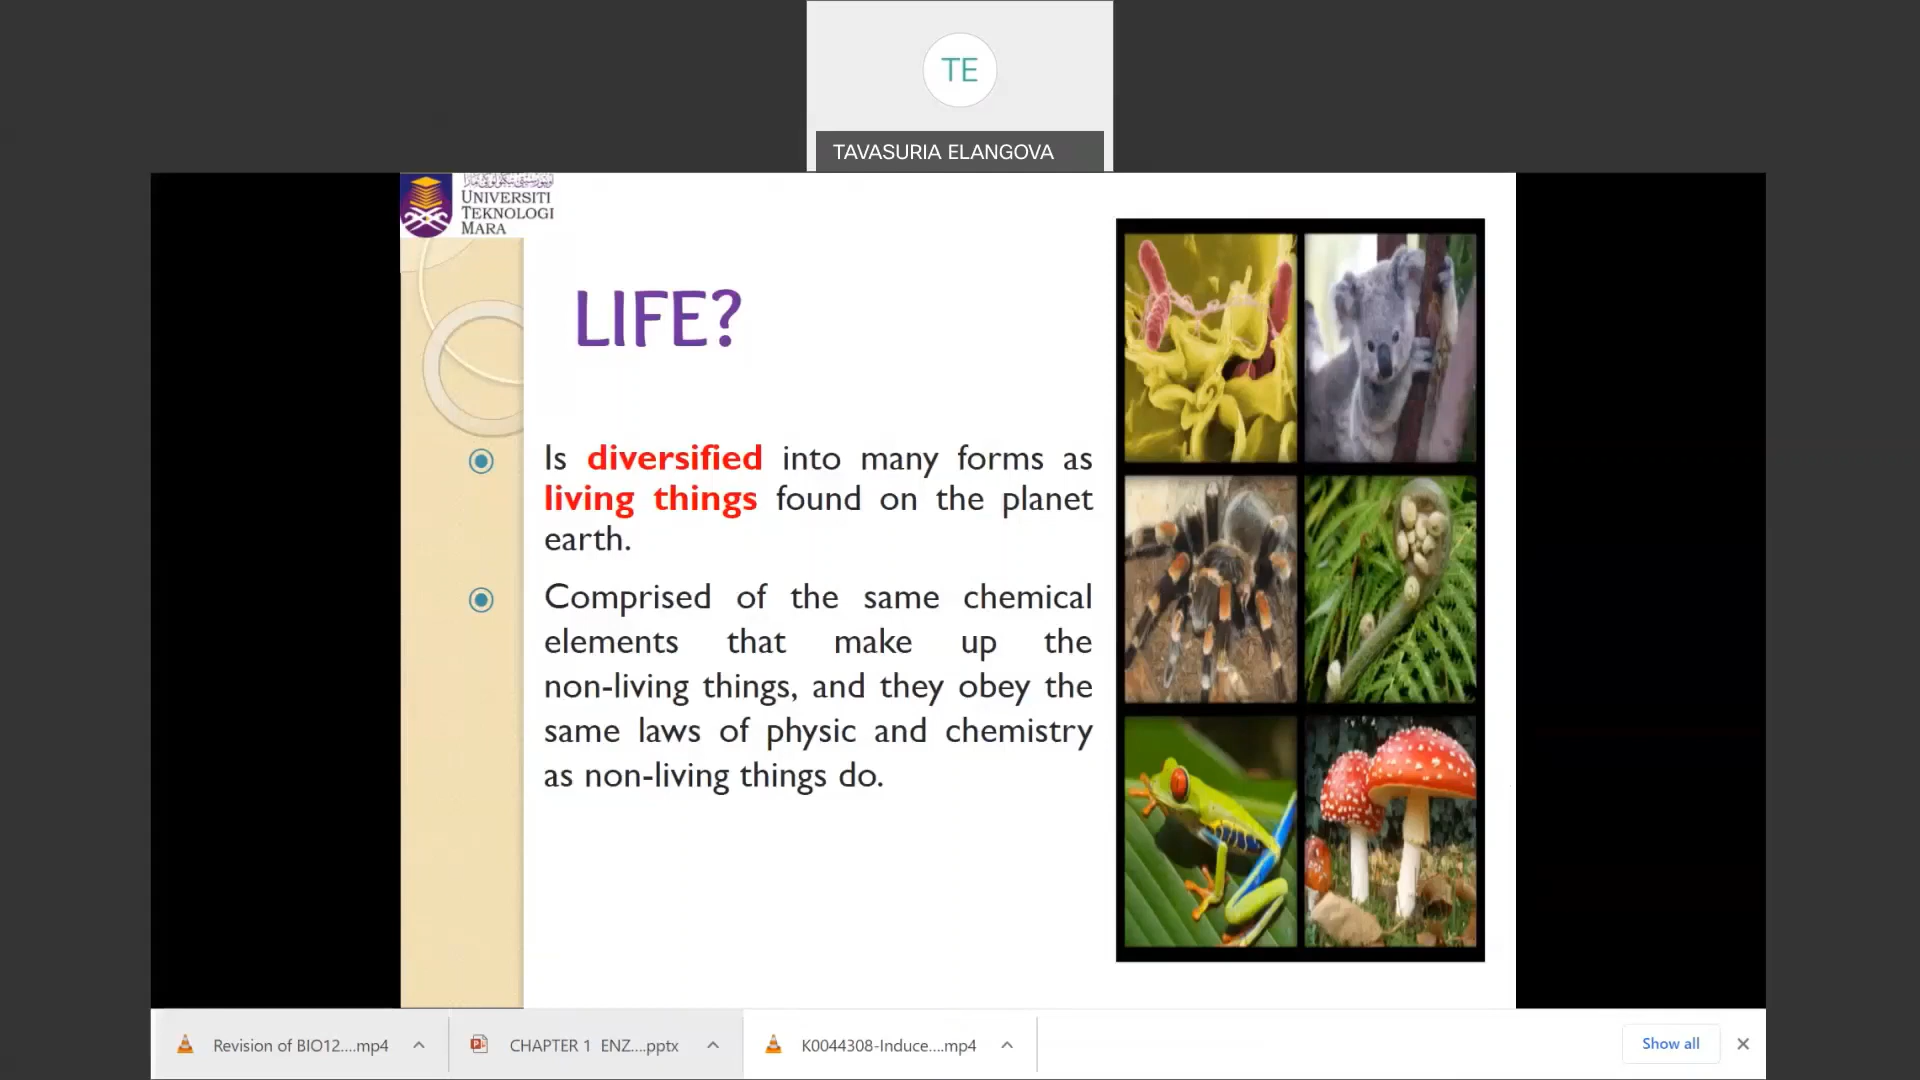 TE
TAVASURIA ELANGOVA
UNIVERSITI
TEKNOLOGI
MARA
LIFE?
Is diversified into many forms as
living things found on the planet
earth.
Comprised of the same chemical
elements that make up the
non-living things, and they obey the
same laws of physic and chemistry
as non-living things do.
Revision of BIO12....mp4
CHAPTER 1 ENZ....pptx
K0044308-Induce....mp4
Show all